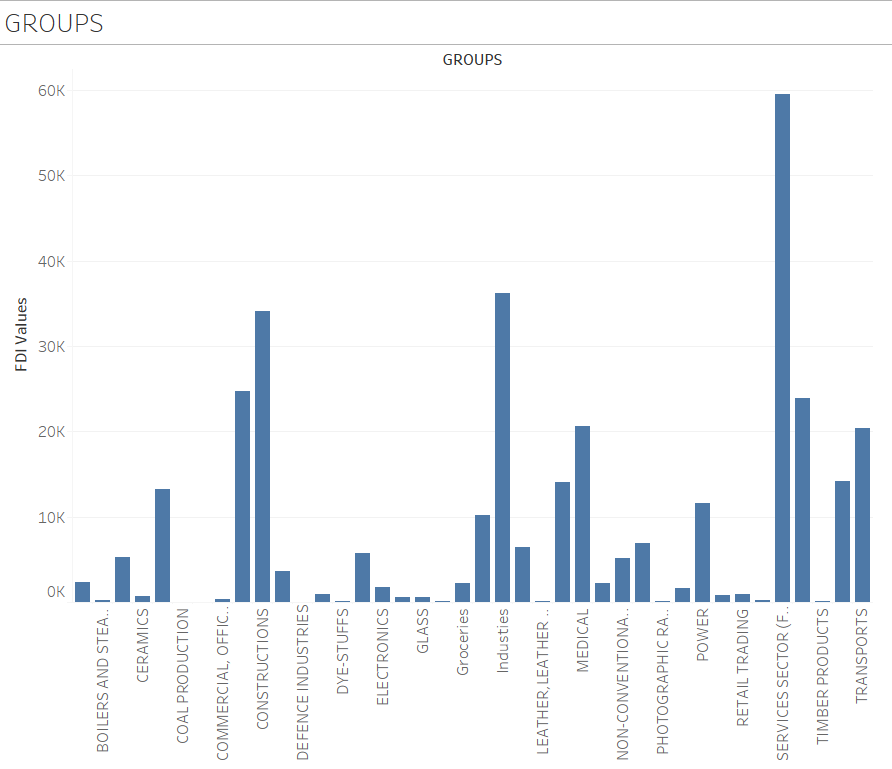 GROUPS
GROUPS
FDI Values
60K
50K
40K
30K
20K
10K
0K
BOILERS AND STEA..
CERAMICS
COAL PRODUCTION
COMMERCIAL, OFFIC..
CONSTRUCTIONS
DEFENCE INDUSTRIES
DYE-STUFFS
ELECTRONICS
GLASS
Groceries
Industies
LEATHER,LEATHER ..
MEDICAL
NON-CONVENTIONA..
PHOTOGRAPHIC RA..
POWER
RETAIL TRADING
SERVICES SECTOR (F..
TIMBER PRODUCTS
TRANSPORTS